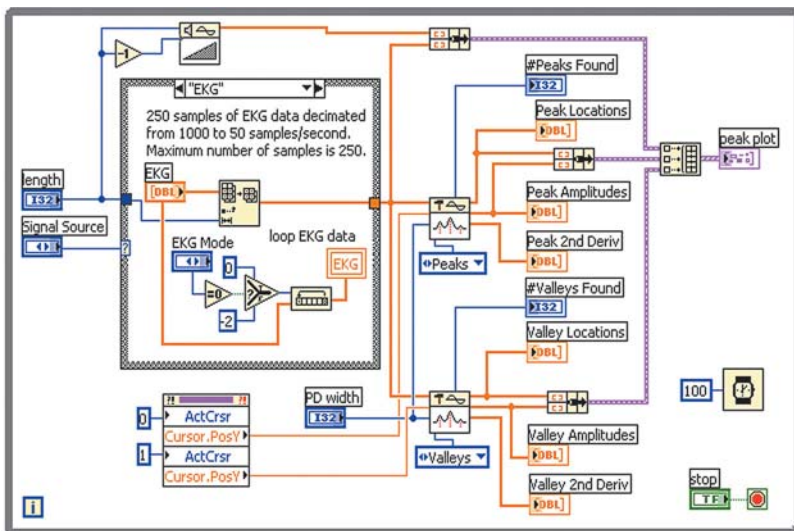 -1
"EKG"
250 samples of EKG data decimated
from 1000 to 50 samples/second.
Maximum number of samples is 250.
EKG
DBL
length
I32
Signal Source
?
EKG Mode
=0
0
?
-2
loop EKG data
EKG
#Peaks Found
I32
Peak Locations
DBL
peak plot
Peak Amplitudes
DBL
Peak 2nd Deriv
DBL
Peaks
#Valleys Found
I32
Valley Locations
DBL
PD width
I32
Valleys
Valley Amplitudes
DBL
Valley 2nd Deriv
DBL
?!
?!
0
ActCrsr
Cursor.PosY
1
ActCrsr
Cursor.PosY
100
stop
TF
i